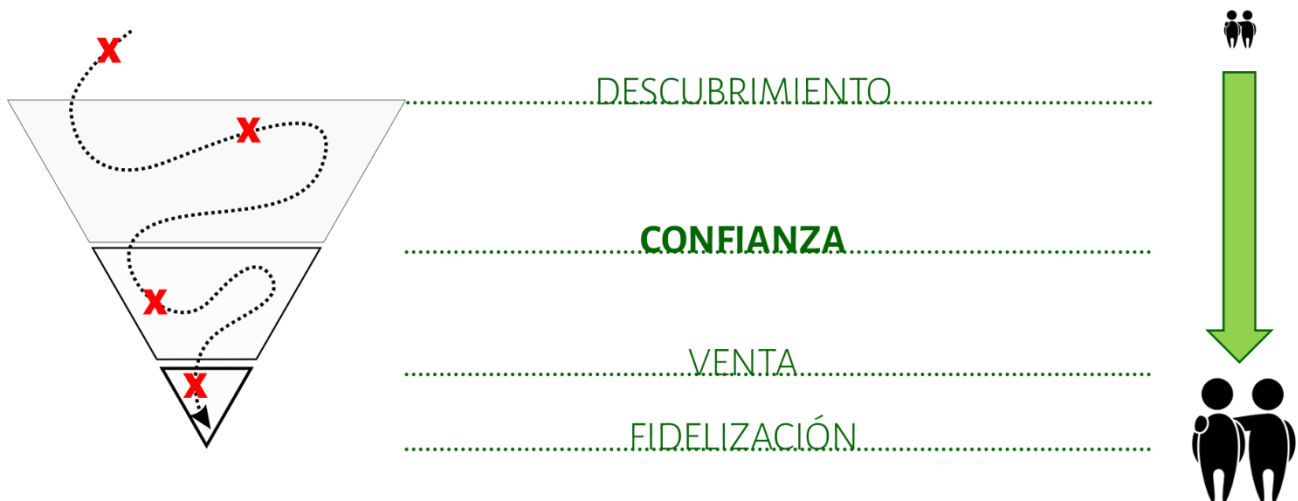 X
DESCUBRIMIENTO
X
CONFIANZA
X
VENTA
X
FIDELIZACIÓN